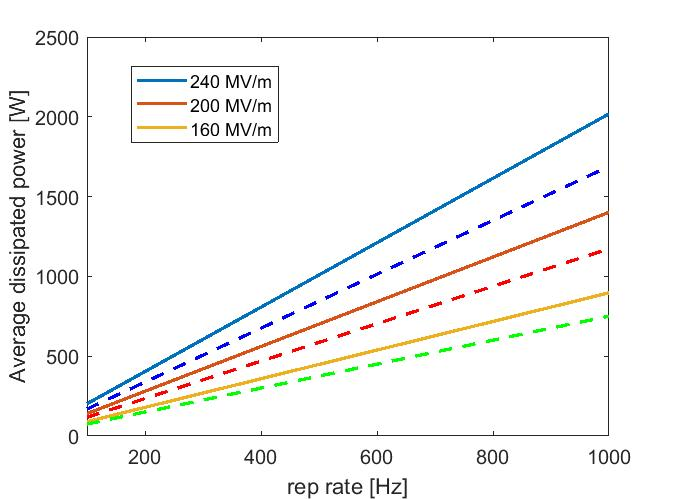 2500
2000
1500
1000
500
0
Average dissipated power [W]
240 MV/m
200 MV/m
160 MV/m
200 400 600 800 1000
rep rate [Hz]